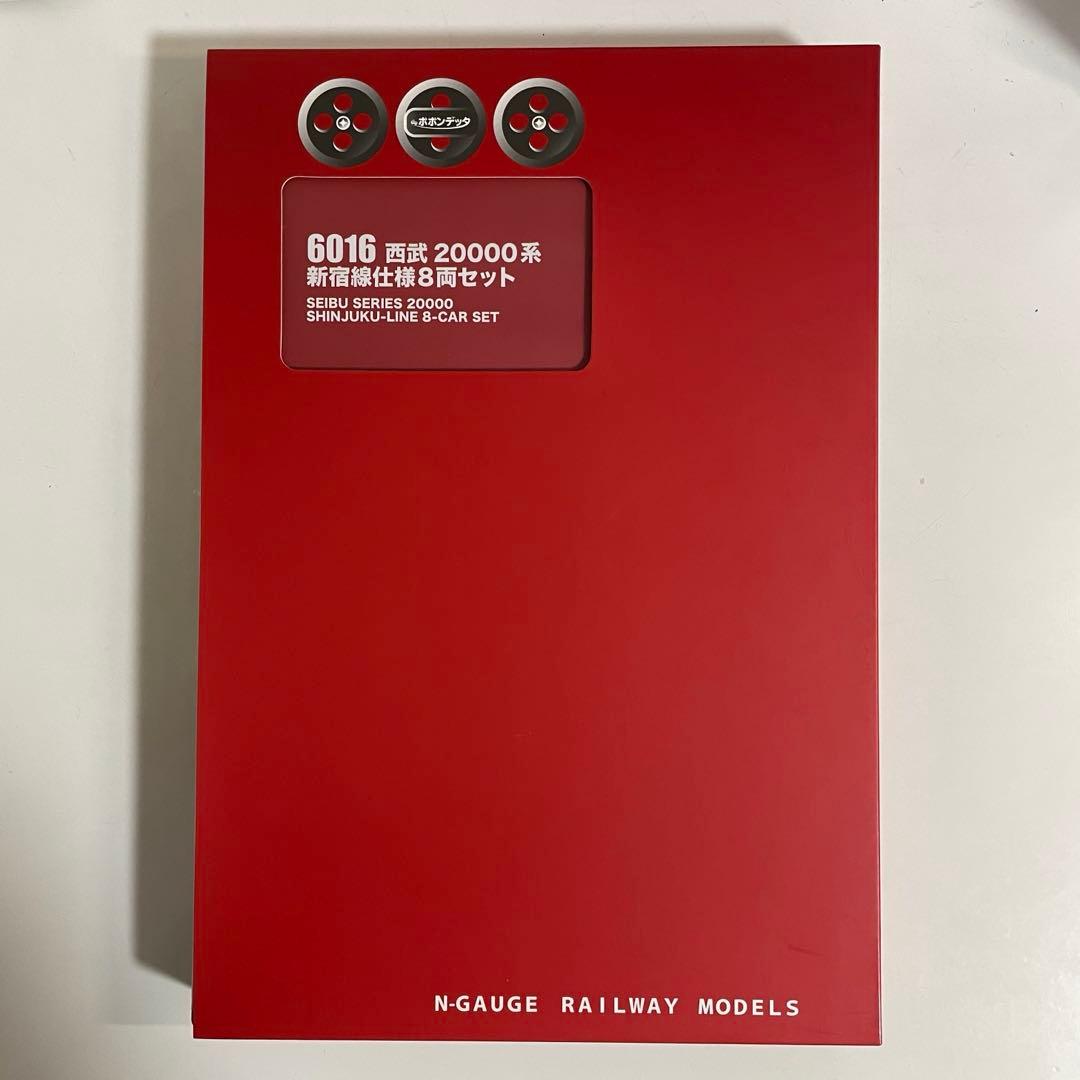 ポポンデッタ
6016 西武 20000系
新宿線仕様8両セット
SEIBU SERIES 20000
SHINJUKU-LINE 8-CAR SET
N-GAUGE RAILWAY MODELS